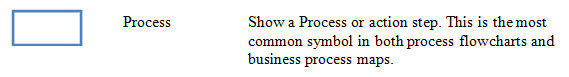 Process Show a Process or action step. This is the most
common symbol in both process flowcharts and
business process maps.